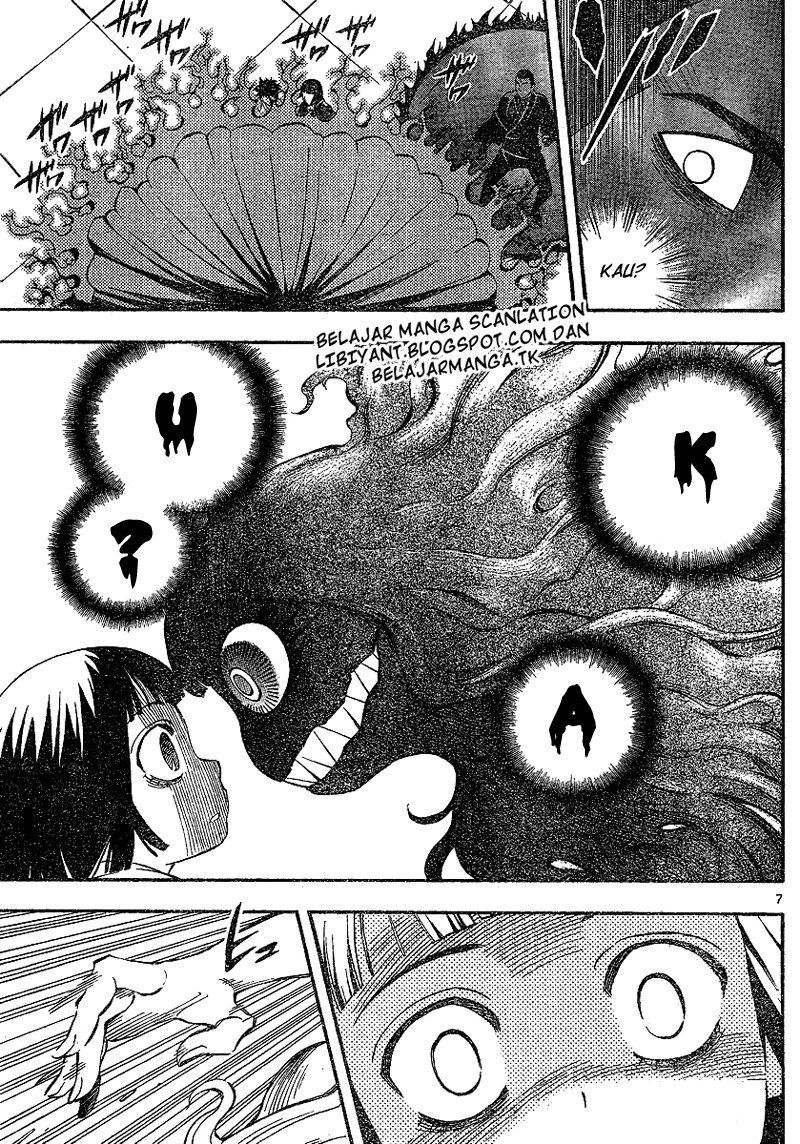 KAU?
BELAJAR MANGA SCANLATION
LIBIYANT.BLOGSPOT.COM DAN
BELAJARMANGA.TK
K
A
U
?
7